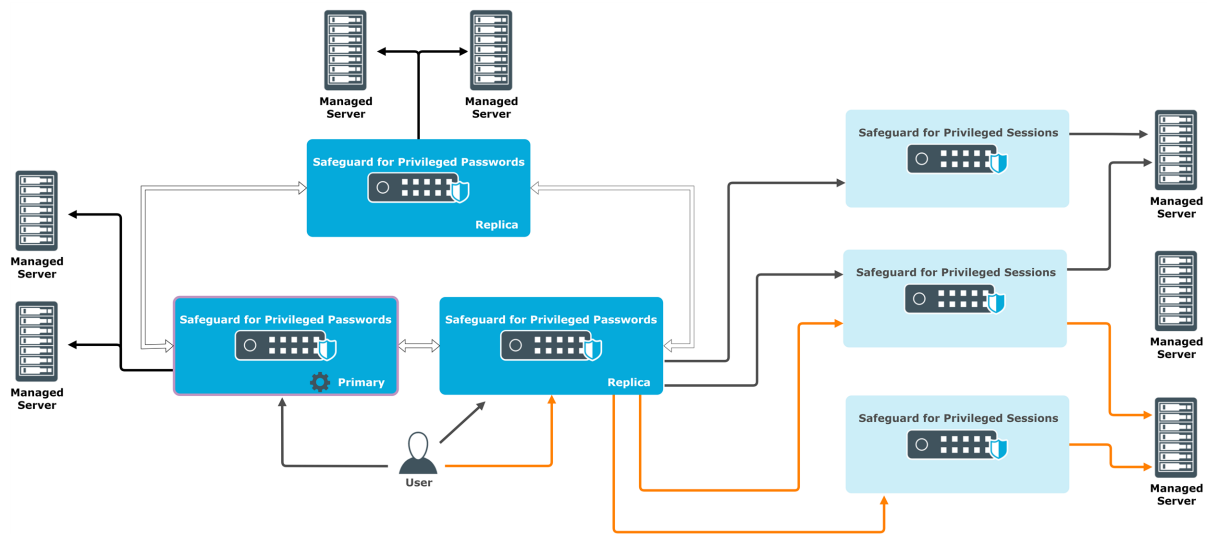 Managed
Server
Managed
Server
Safeguard for Privileged Passwords
Replica
Safeguard for Privileged Sessions
Managed
Server
Managed
Server
Safeguard for Privileged Sessions
Managed
Server
Safeguard for Privileged Passwords
Primary
Safeguard for Privileged Passwords
Replica
Managed
Server
Safeguard for Privileged Sessions
User
Managed
Server